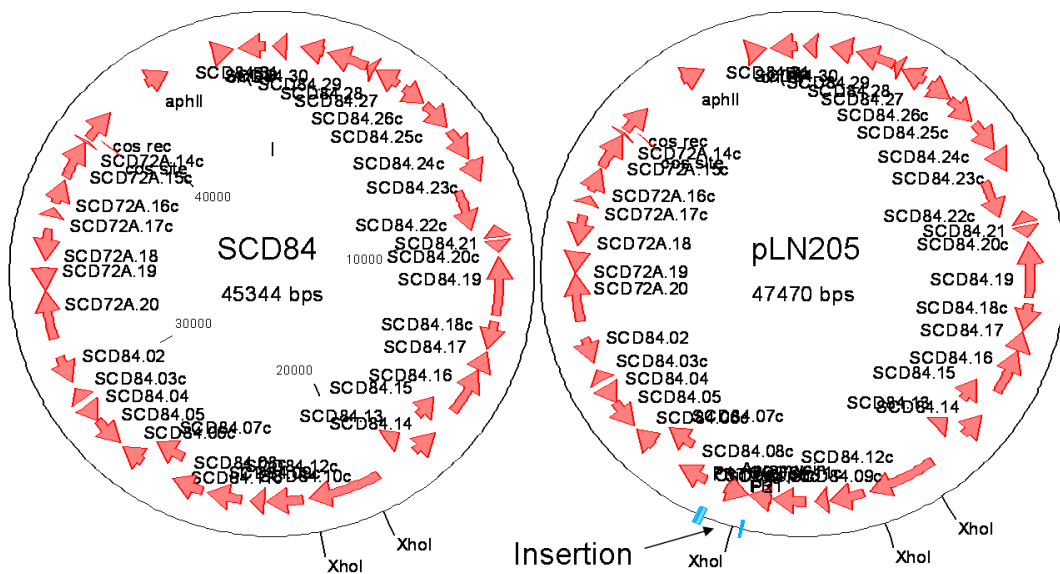 SCD84.30
SCD84.29
SCD84.28
SCD84.27
SCD84.26c
SCD84.25c
SCD84.24c
SCD84.23c
SCD84.22c
SCD84.21
SCD84.20c
SCD84.19
SCD84.18c
SCD84.17
SCD84.16
SCD84.15
SCD84.14
SCD84.13
SCD84.12c
SCD84.10c
SCD84.07c
SCD84.05
SCD84.04
SCD84.03c
SCD84.02
SCD72A.20
SCD72A.19
SCD72A.18
SCD72A.17c
SCD72A.16c
SCD72A.15c
SCD72A.14c
cos site
cos rec
aphII
10000
20000
30000
40000
SCD84
45344 bps
XhoI
XhoI
SCD84.29
SCD84.28
SCD84.27
SCD84.26c
SCD84.25c
SCD84.24c
SCD84.23c
SCD84.22c
SCD84.21
SCD84.20c
SCD84.19
SCD84.18c
SCD84.17
SCD84.16
SCD84.15
SCD84.14
SCD84.13
SCD84.12c
SCD84.09c
Apramycin
SCD84.08c
SCD84.07c
SCD84.05
SCD84.04
SCD84.03c
SCD84.02
SCD72A.20
SCD72A.19
SCD72A.18
SCD72A.17c
SCD72A.16c
SCD72A.15c
SCD72A.14c
cos site
cos rec
aphII
pLN205
47470 bps
XhoI
XhoI
XhoI
Insertion